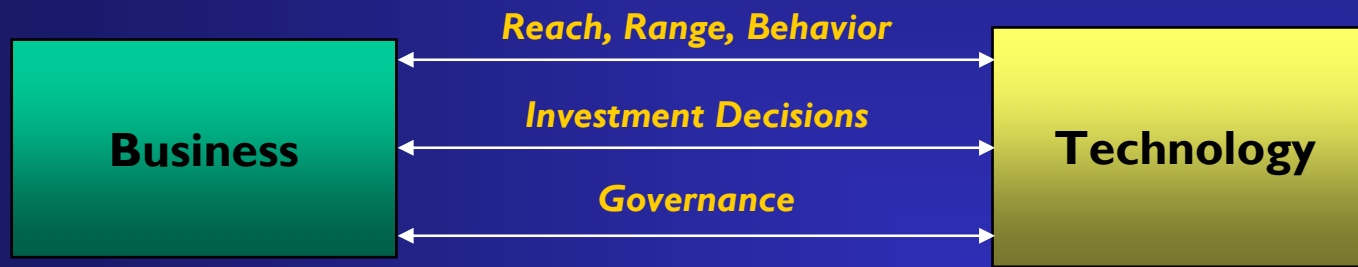 Reach, Range, Behavior
Business
Investment Decisions
Technology
Governance